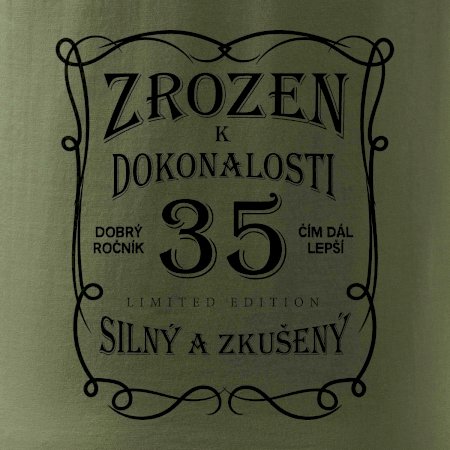 ZROZEN
K
DOKONALOSTI
DOBRÝ
ROČNÍK
35
ČÍM DÁL
LEPŠÍ
LIMITED EDITION
SILNÝ A ZKUŠENÝ